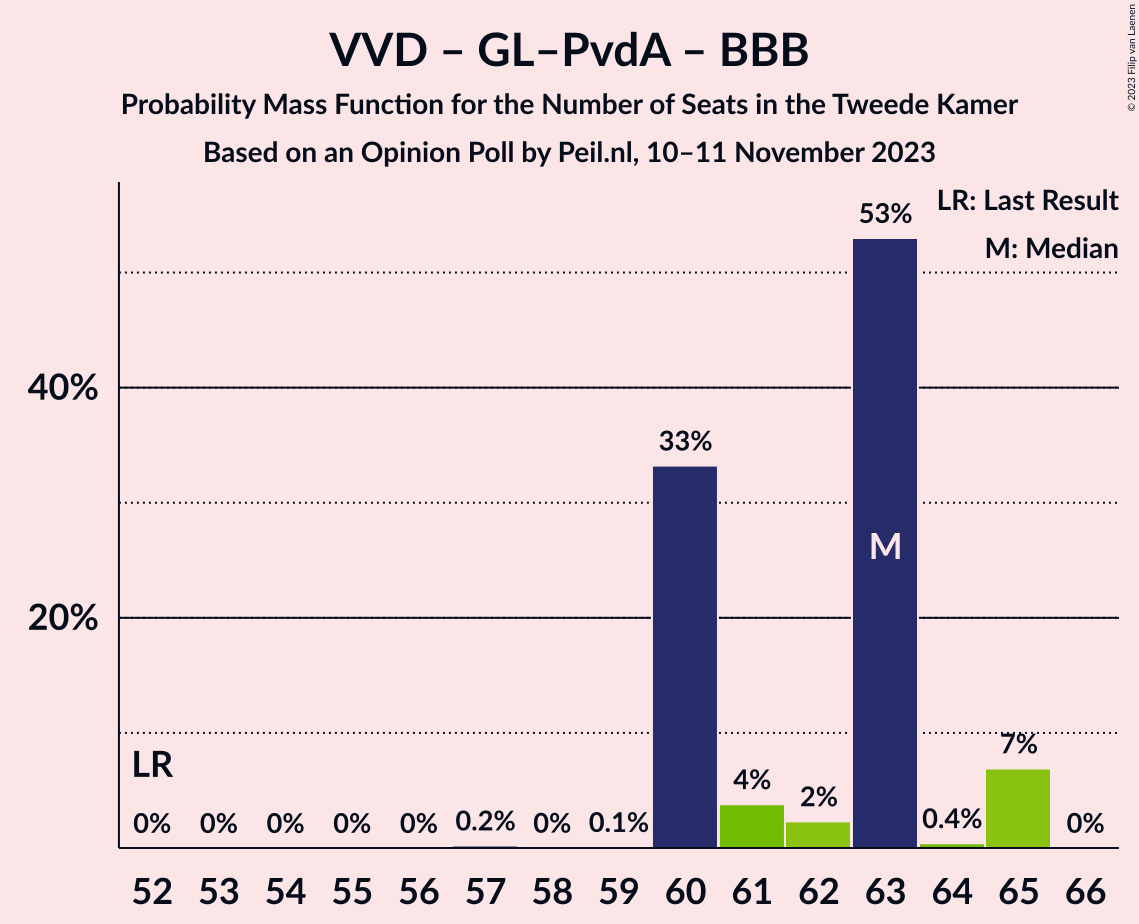 VVD – GL–PvdA – BBB
Probability Mass Function for the Number of Seats in the Tweede Kamer
Based on an Opinion Poll by Peil.nl, 10–11 November 2023
© 2023 Filip van Laenen
LR: Last Result
M: Median
53%
40%
33%
M
20%
LR
7%
4%
2%
0% 0% 0% 0% 0% 0.2% 0% 0.1% 0.4% 0%
52 53 54 55 56 57 58 59 60 61 62 63 64 65 66